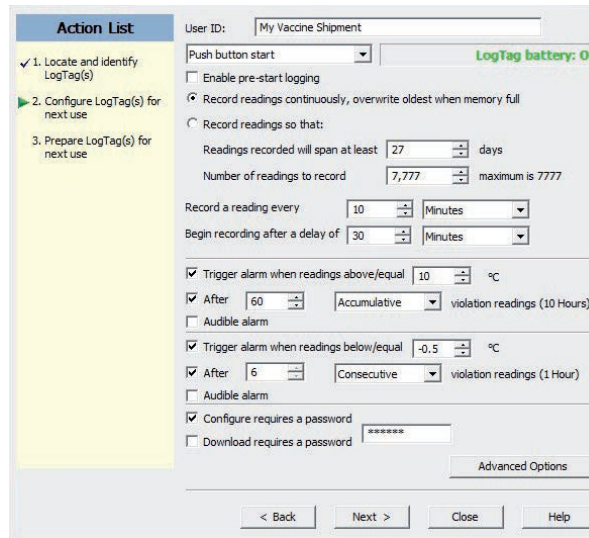 Action List
✓ 1. Locate and identify
LogTag(s)
2. Configure LogTag(s) for
next use
3. Prepare LogTag(s) for
next use
User ID: My Vaccine Shipment
Push button start LogTag battery: O
Enable pre-start logging
Record readings continuously, overwrite oldest when memory full
Record readings so that:
Readings recorded will span at least 27 days
Number of readings to record 7,777 maximum is 7777
Record a reading every 10 Minutes
Begin recording after a delay of 30 Minutes
Trigger alarm when readings above/equal 10 °C
After 60 Accumulative violation readings (10 Hours)
Audible alarm
Trigger alarm when readings below/equal -0.5 °C
After 6 Consecutive violation readings (1 Hour)
Audible alarm
Configure requires a password
Download requires a password ******
Advanced Options
< Back Next > Close Help